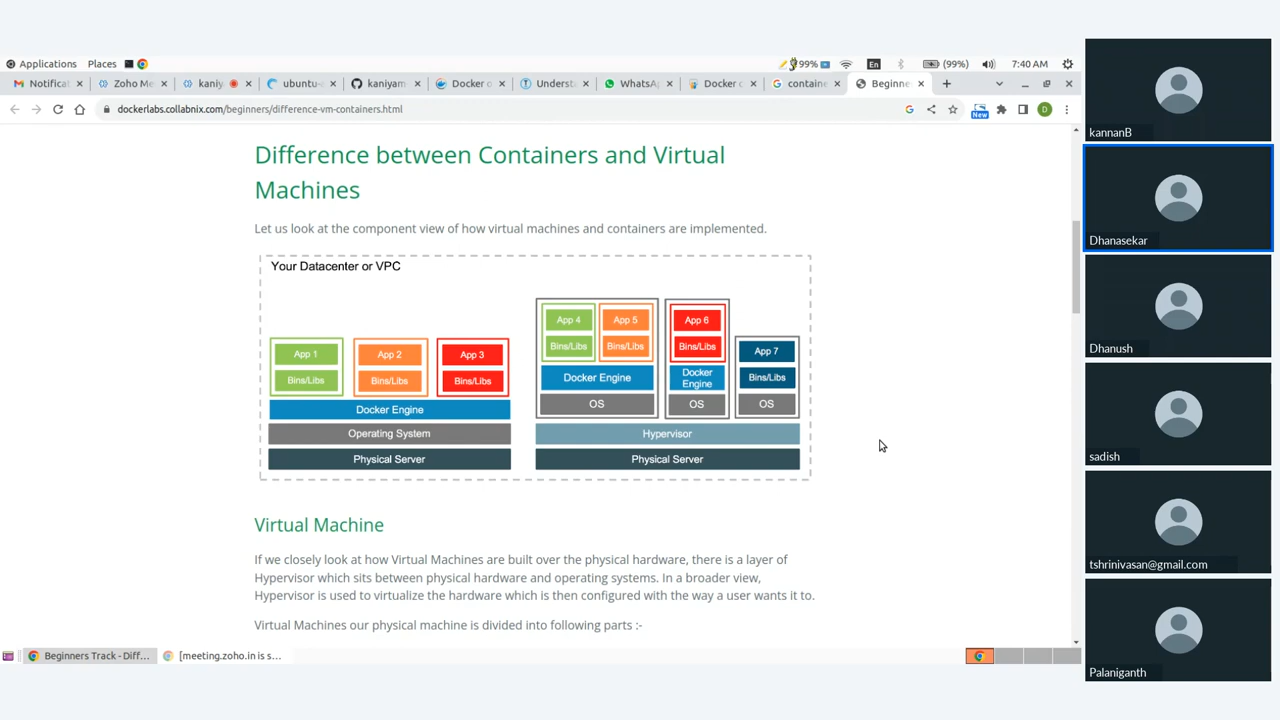 Applications Places 99% En (99%) 7:40 AM
Notificat Zoho Me kaniy ubuntu- kaniyam Docker o Understa WhatsAp Docker c containe Beginne
dockerlabs.collabnix.com/beginners/difference-vm-containers.html New D
Difference between Containers and Virtual
Machines
Let us look at the component view of how virtual machines and containers are implemented.
Your Datacenter or VPC
App 1 App 2 App 3
Bins/Libs Bins/Libs Bins/Libs
Docker Engine
Operating System
Physical Server
App 4 App 5 App 6
Bins/Libs Bins/Libs Bins/Libs App 7
Docker Engine Docker Engine Bins/Libs
OS OS OS
Hypervisor
Physical Server
Virtual Machine
If we closely look at how Virtual Machines are built over the physical hardware, there is a layer of
Hypervisor which sits between physical hardware and operating systems. In a broader view,
Hypervisor is used to virtualize the hardware which is then configured with the way a user wants it to.
Virtual Machines our physical machine is divided into following parts :-
Beginners Track - Diff... [meeting.zoho.in is s...
kannanB
Dhanasekar
Dhanush
sadish
tshrinivasan@gmail.com
Palaniganth